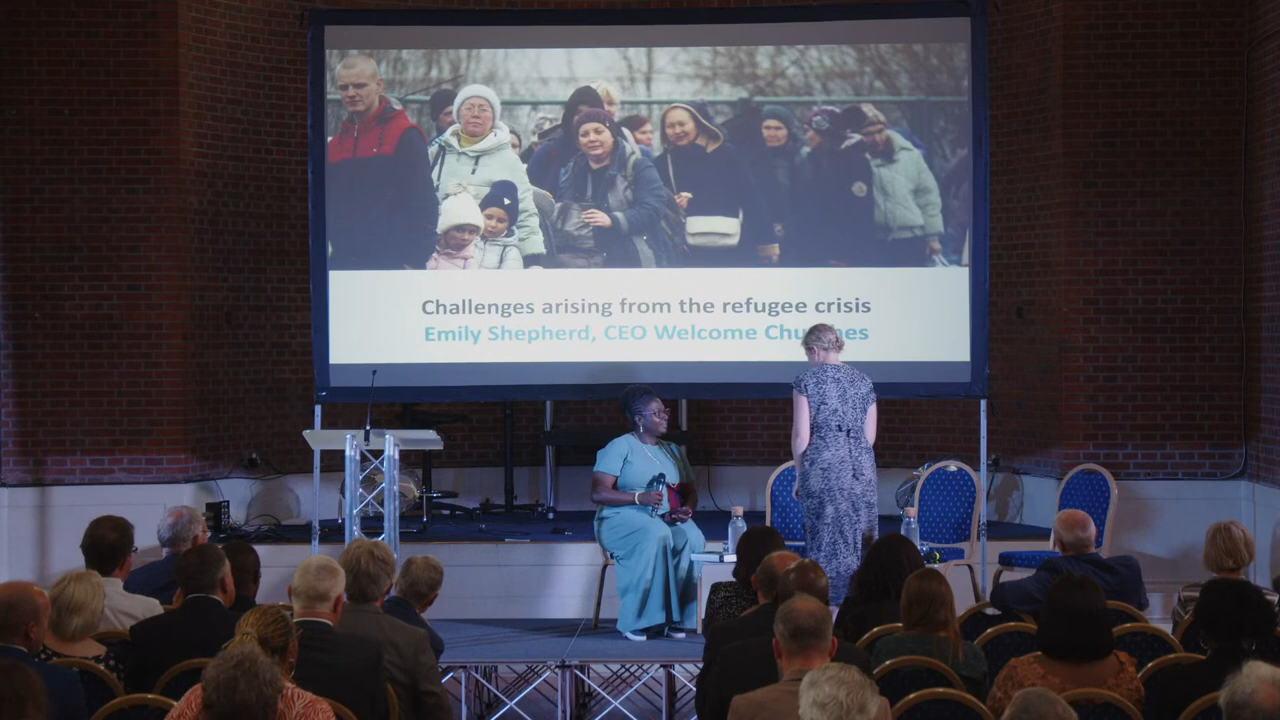 Challenges arising from the refugee crisis
Emily Shepherd, CEO Welcome Churches